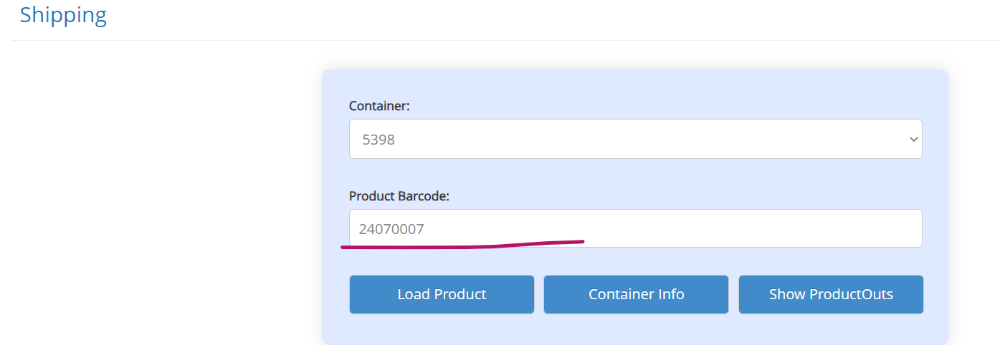 Shipping
Container:
5398
Product Barcode:
24070007
Load Product
Container Info
Show ProductOuts